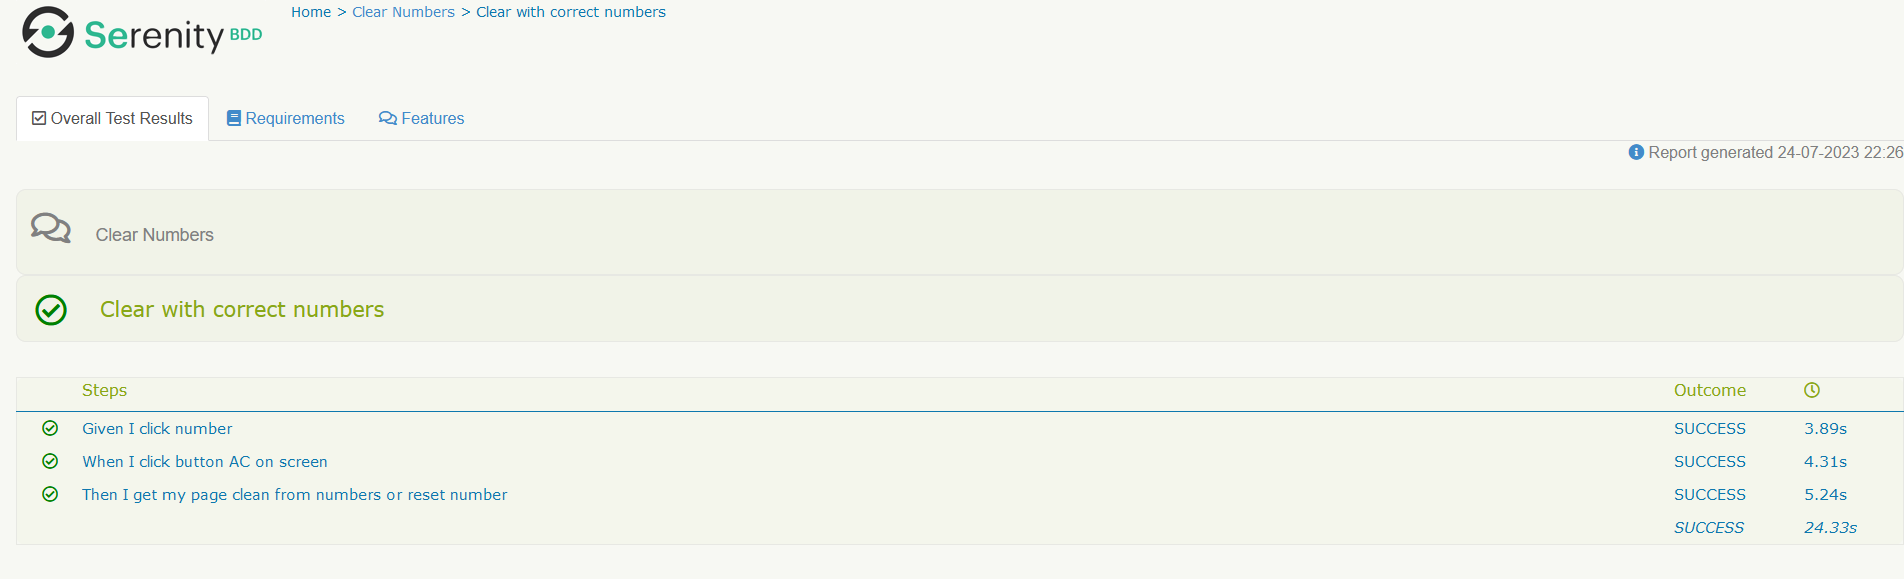 Serenity BDD
Home > Clear Numbers > Clear with correct numbers
Overall Test Results Requirements Features
Report generated 24-07-2023 22:26
Clear Numbers
Clear with correct numbers
Steps Outcome
Given I click number SUCCESS 3.89s
When I click button AC on screen SUCCESS 4.31s
Then I get my page clean from numbers or reset number SUCCESS 5.24s
SUCCESS 24.33s